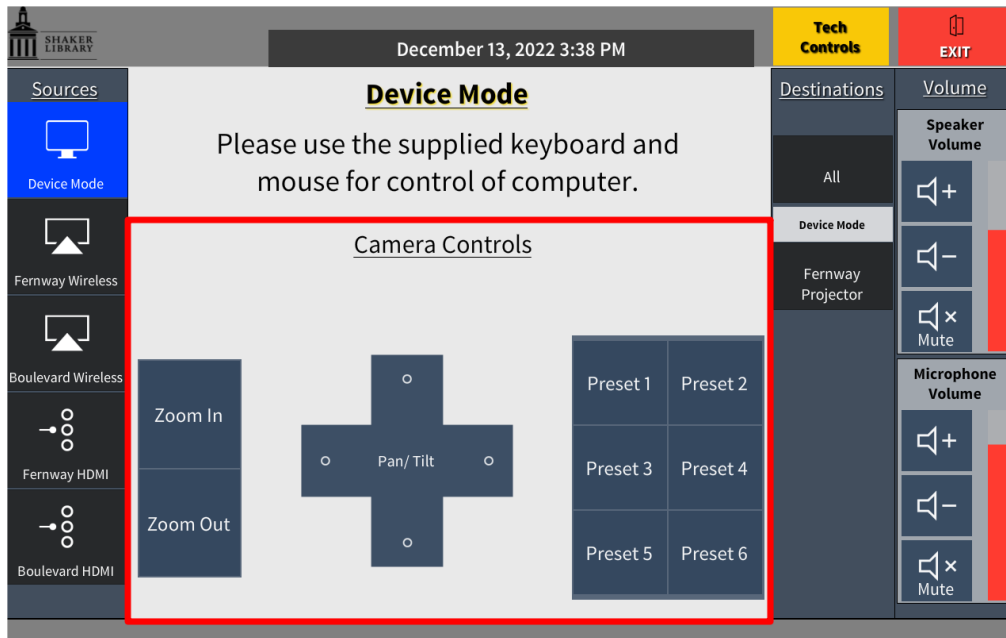 SHAKER
LIBRARY
December 13, 2022 3:38 PM
Tech
Controls
EXIT
Sources
Device Mode
Fernway Wireless
Boulevard Wireless
Fernway HDMI
Boulevard HDMI
Device Mode
Please use the supplied keyboard and
mouse for control of computer.
Camera Controls
Zoom In
Zoom Out
Pan/ Tilt
Preset 1
Preset 2
Preset 3
Preset 4
Preset 5
Preset 6
Destinations
All
Device Mode
Fernway
Projector
Volume
Speaker
Volume
Mute
Microphone
Volume
Mute